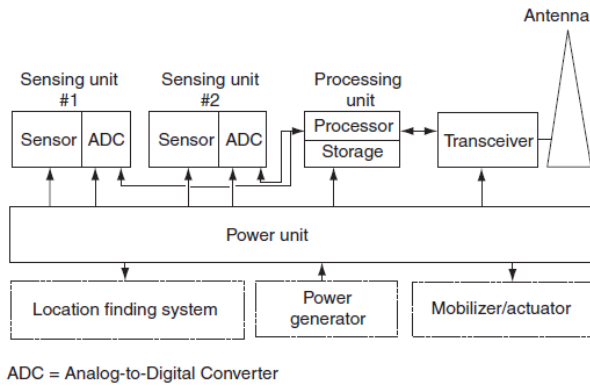 Antenna
Sensing unit
#1
Sensing unit
#2
Processing
unit
Sensor
ADC
Sensor
ADC
Processor
Storage
Transceiver
Power unit
Location finding system
Power
generator
Mobilizer/actuator
ADC = Analog-to-Digital Converter